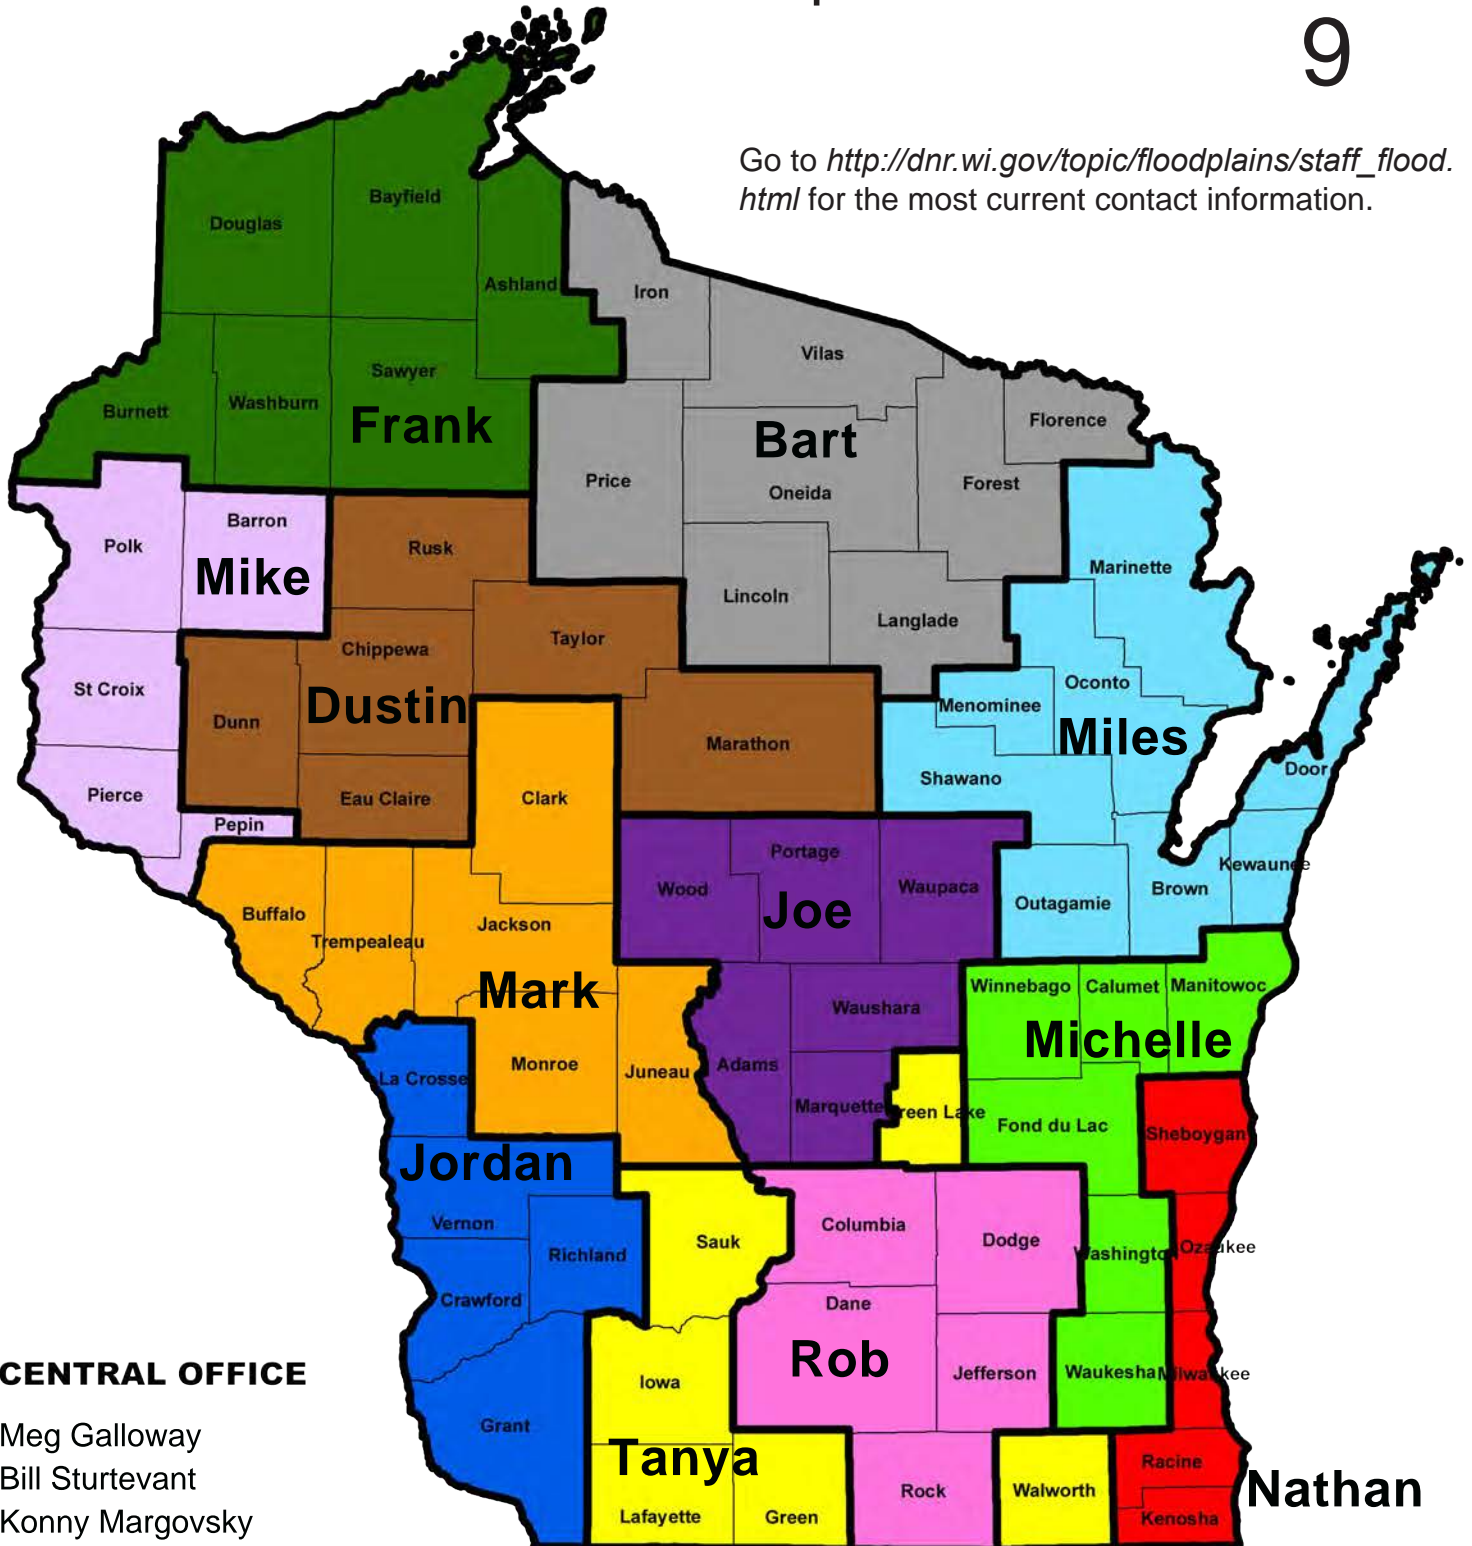 9
Go to http://dnr.wi.gov/topic/floodplains/staff_flood.
html for the most current contact information.
Bayfield
Douglas
Ashland
Iron
Vilas
Sawyer
Burnett
Washburn
Frank
Florence
Bart
Price
Oneida
Forest
Barron
Polk
Mike
Rusk
Marinette
Lincoln
Langlade
Taylor
Chippewa
St Croix
Oconto
Menominee
Dustin
Dunn
Miles
Marathon
Door
Shawano
Pierce
Eau Claire
Clark
Pepin
Portage
Kewaunee
Wood
Waupaca
Brown
Joe
Outagamie
Buffalo
Jackson
Trempealeau
Mark
Winnebago
Calumet
Manitowoc
Waushara
Michelle
Monroe
Juneau
Adams
La Crosse
Marquette
reen Lake
Fond du Lac
Sheboygan
Jordan
Vernon
Columbia
Sauk
Dodge
Richland
Washington
Ozaukee
Crawford
Dane
Rob
Jefferson
Waukesha
Milwaukee
Iowa
Grant
Tanya
Racine
Rock
Walworth
Nathan
Lafayette
Green
Kenosha
CENTRAL OFFICE
Meg Galloway
Bill Sturtevant
Konny Margovsky